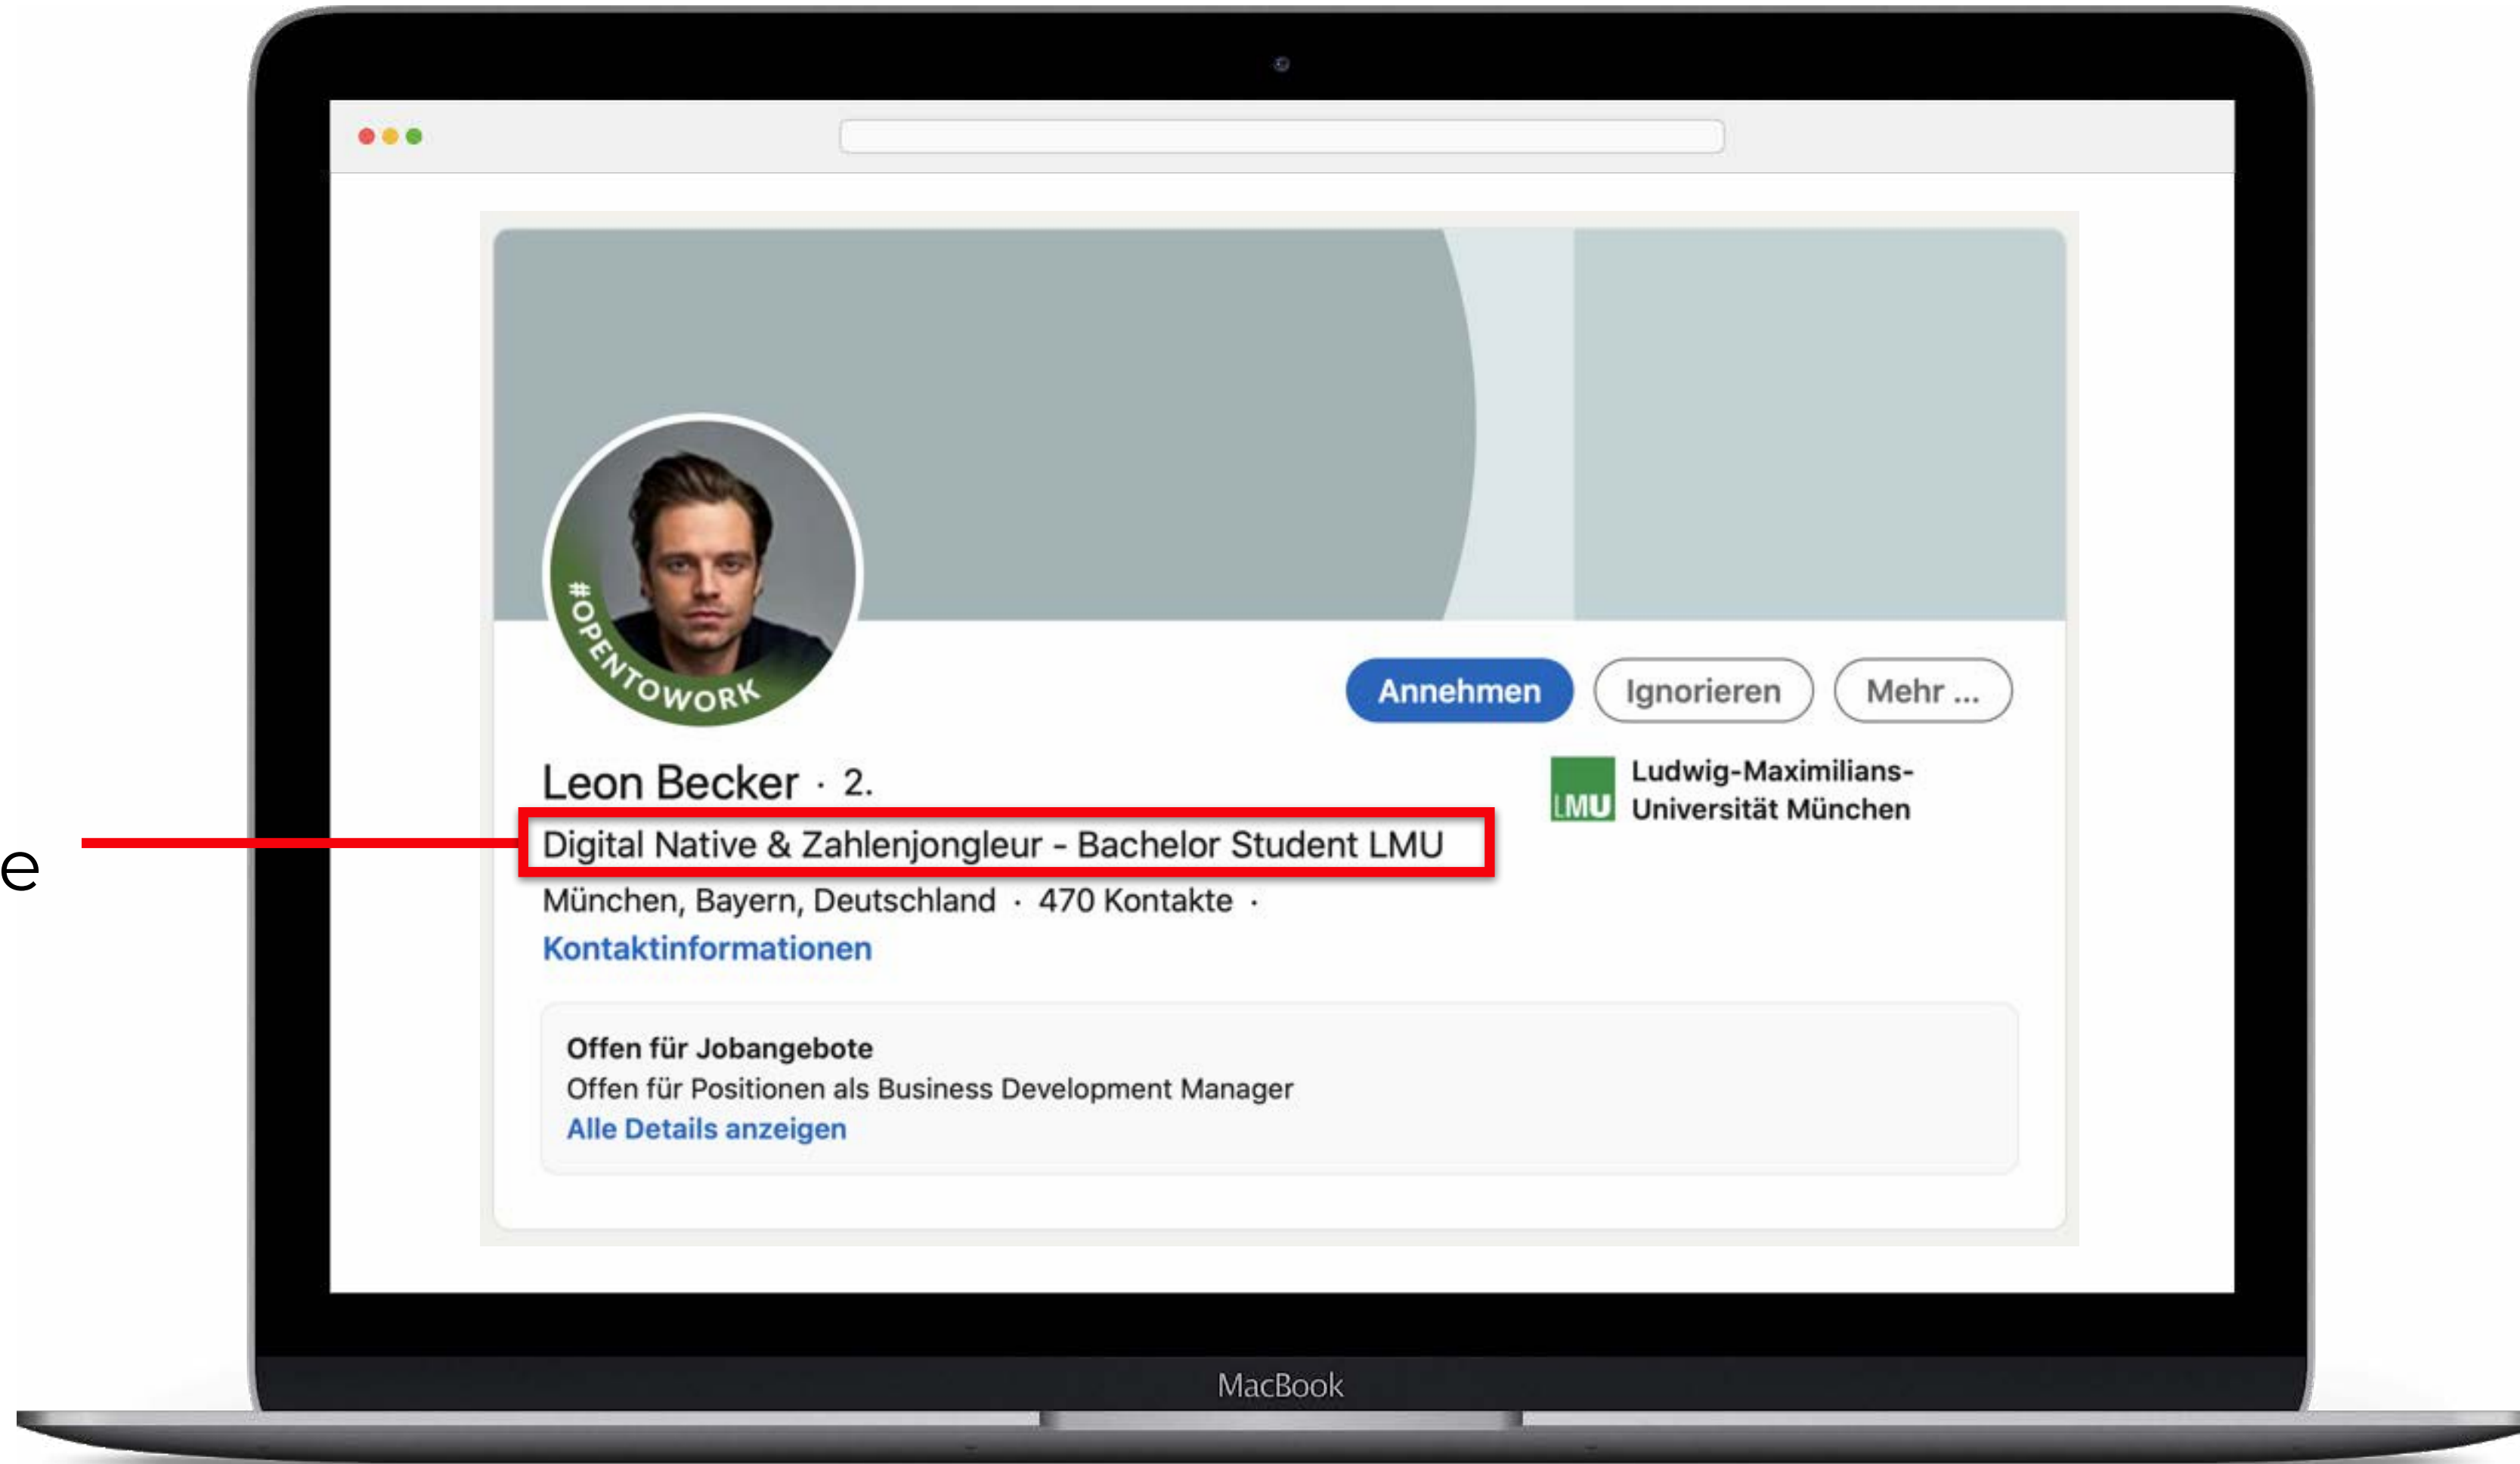 #OPENTOWORK
Annehmen
Ignorieren
Mehr ...
Leon Becker · 2.
LMU
Ludwig-Maximilians-
Universität München
e
Digital Native & Zahlenjongleur - Bachelor Student LMU
München, Bayern, Deutschland · 470 Kontakte ·
Kontaktinformationen
Offen für Jobangebote
Offen für Positionen als Business Development Manager
Alle Details anzeigen
MacBook